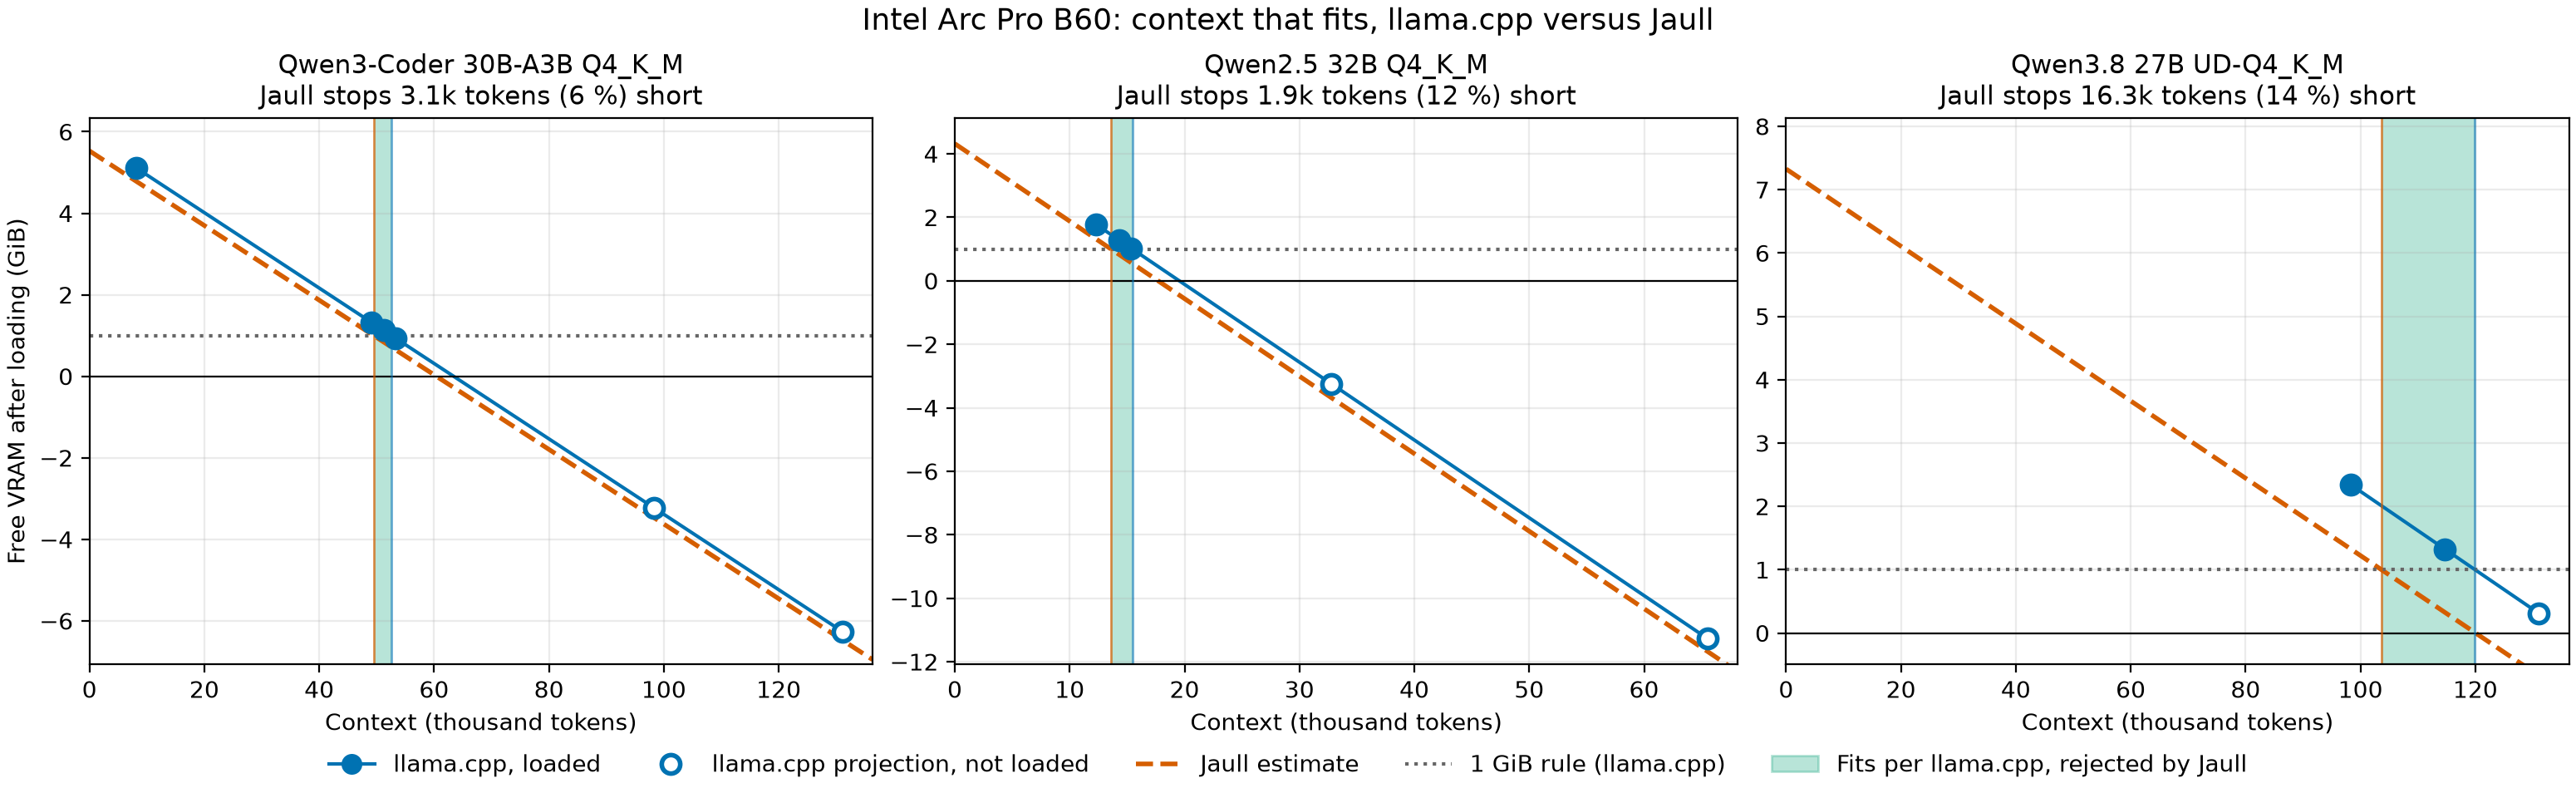 Intel Arc Pro B60: context that fits, llama.cpp versus Jaull
Qwen3-Coder 30B-A3B Q4_K_M
Jaull stops 3.1k tokens (6 %) short
Free VRAM after loading (GiB)
6
4
2
0
−2
−4
−6
0 20 40 60 80 100 120
Context (thousand tokens)
Qwen2.5 32B Q4_K_M
Jaull stops 1.9k tokens (12 %) short
4
2
0
−2
−4
−6
−8
−10
−12
0 10 20 30 40 50 60
Context (thousand tokens)
Qwen3.8 27B UD-Q4_K_M
Jaull stops 16.3k tokens (14 %) short
8
7
6
5
4
3
2
1
0
0 20 40 60 80 100 120
Context (thousand tokens)
llama.cpp, loaded
llama.cpp projection, not loaded
Jaull estimate
1 GiB rule (llama.cpp)
Fits per llama.cpp, rejected by Jaull